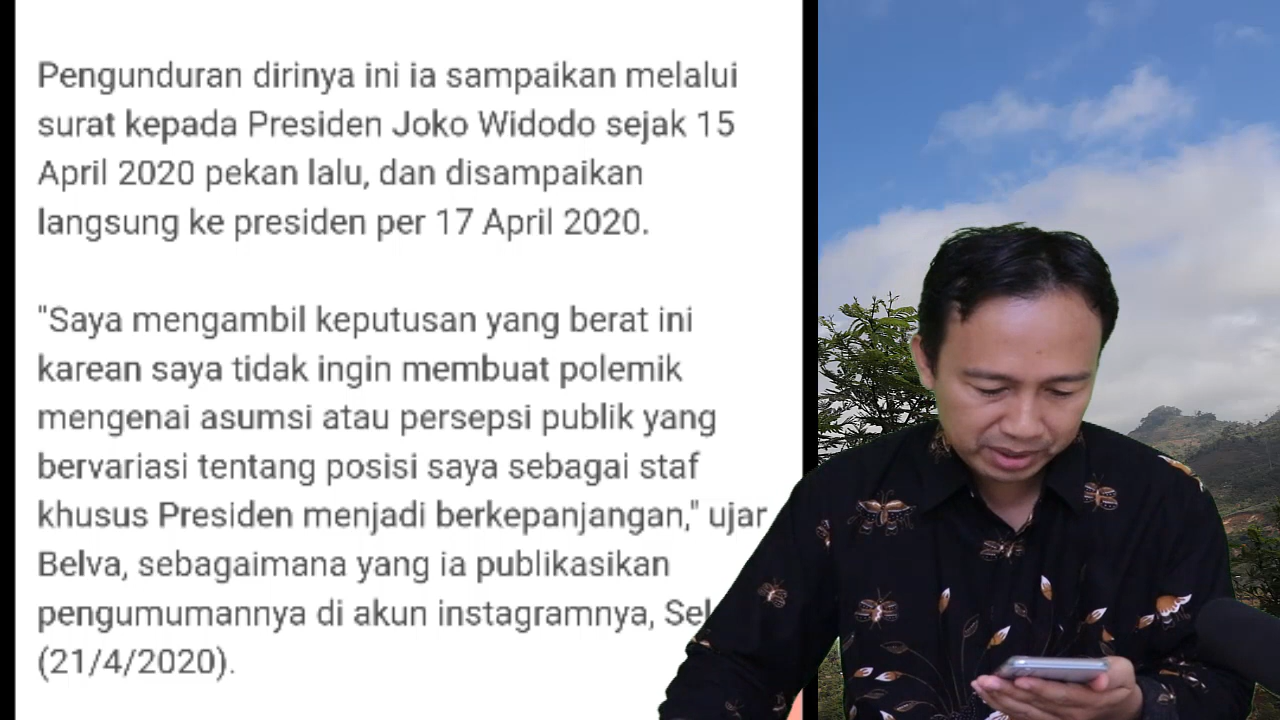 Pengunduran dirinya ini ia sampaikan melalui
surat kepada Presiden Joko Widodo sejak 15
April 2020 pekan lalu, dan disampaikan
langsung ke presiden per 17 April 2020.
"Saya mengambil keputusan yang berat ini
karean saya tidak ingin membuat polemik
mengenai asumsi atau persepsi publik yang
bervariasi tentang posisi saya sebagai staf
khusus Presiden menjadi berkepanjangan," ujar
Belva, sebagaimana yang ia publikasikan
pengumumannya di akun instagramnya,
(21/4/2020).